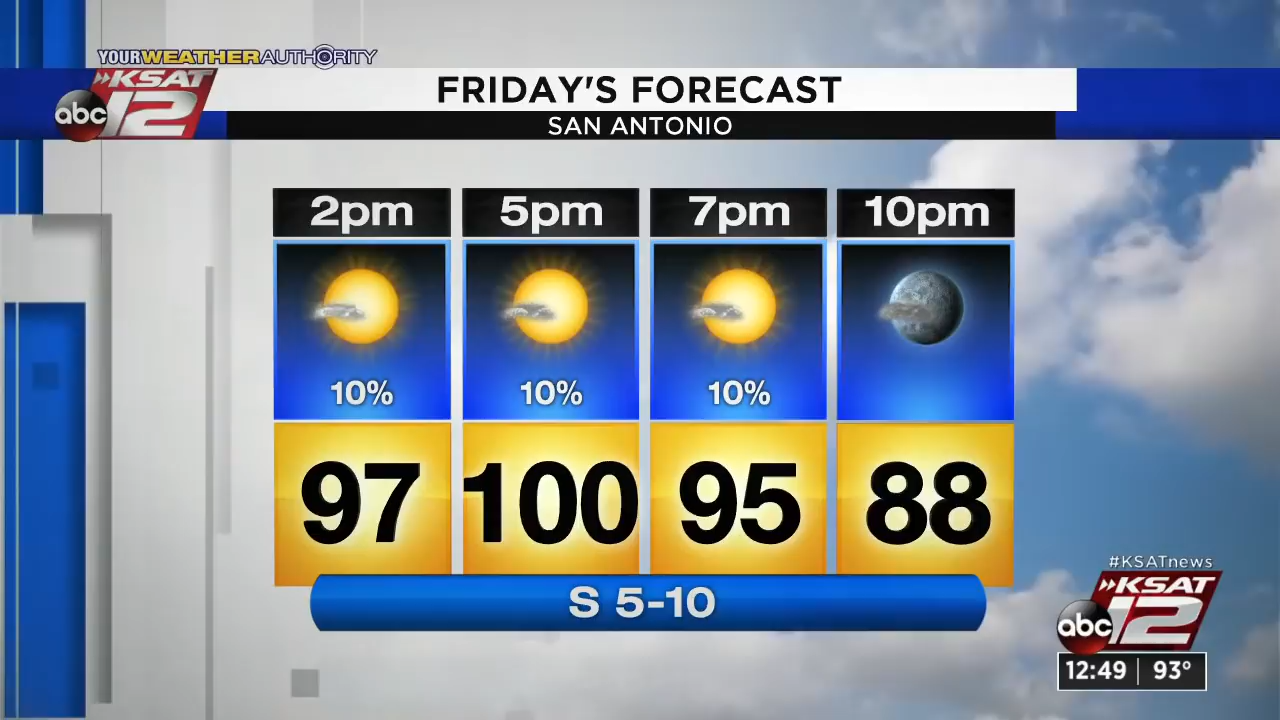 YOURWEATHERAUTHORITY
KSAT
abc 12
FRIDAY'S FORECAST
SAN ANTONIO
2pm 5pm 7pm 10pm
10% 10% 10%
97 100 95 88
S 5-10
#KSATnews
KSAT
abc 12
12:49 93°